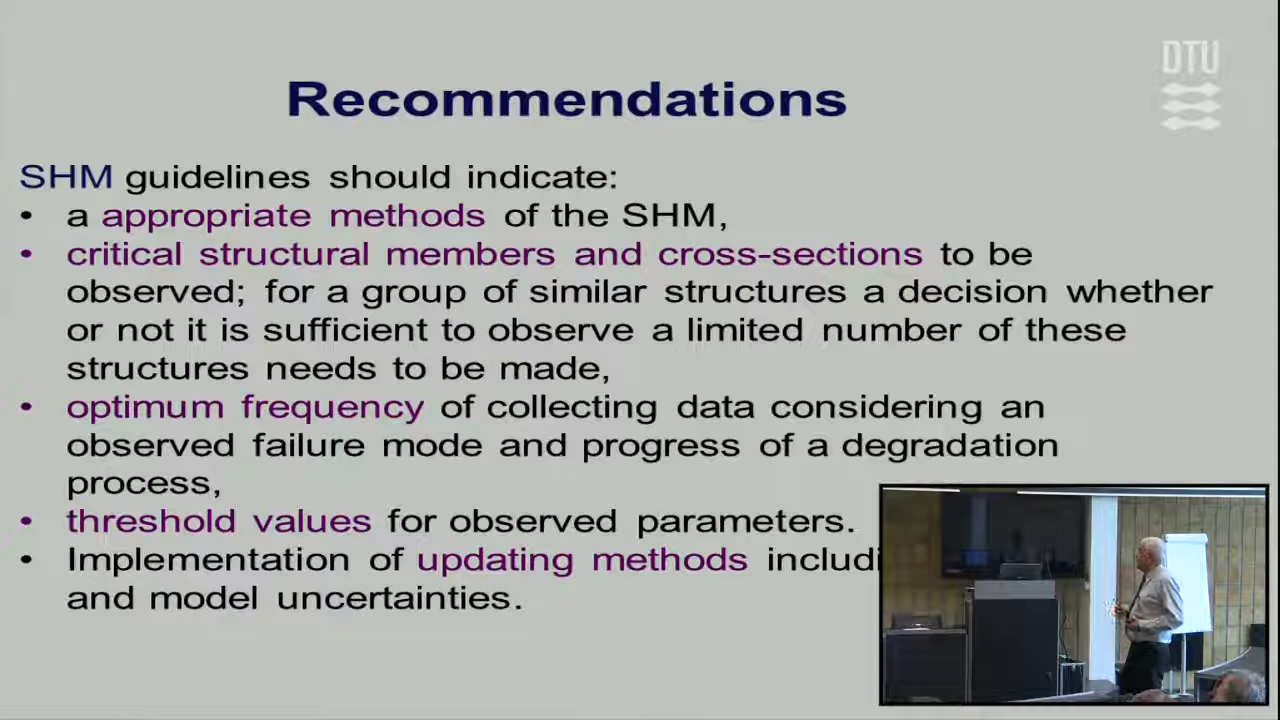 DTU
Recommendations
SHM guidelines should indicate:
• a appropriate methods of the SHM,
• critical structural members and cross-sections to be
observed; for a group of similar structures a decision whether
or not it is sufficient to observe a limited number of these
structures needs to be made,
• optimum frequency of collecting data considering an
observed failure mode and progress of a degradation
process,
• threshold values for observed parameters.
• Implementation of updating methods includi
and model uncertainties.